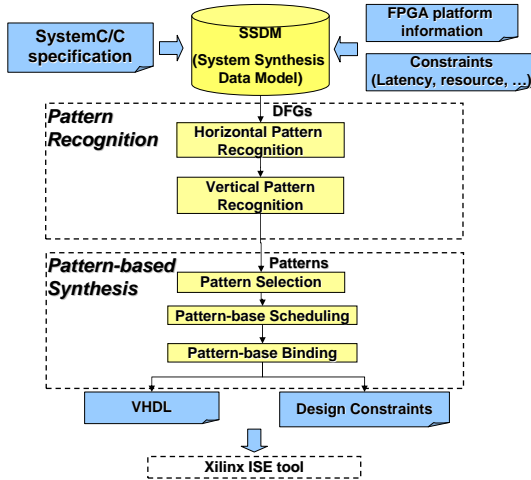 SystemC/C
specification
SSDM
(System Synthesis
Data Model)
FPGA platform
information
Constraints
(Latency, resource, …)
DFGs
Pattern
Recognition
Horizontal Pattern
Recognition
Vertical Pattern
Recognition
Patterns
Pattern-based
Synthesis
Pattern Selection
Pattern-base Scheduling
Pattern-base Binding
VHDL
Design Constraints
Xilinx ISE tool